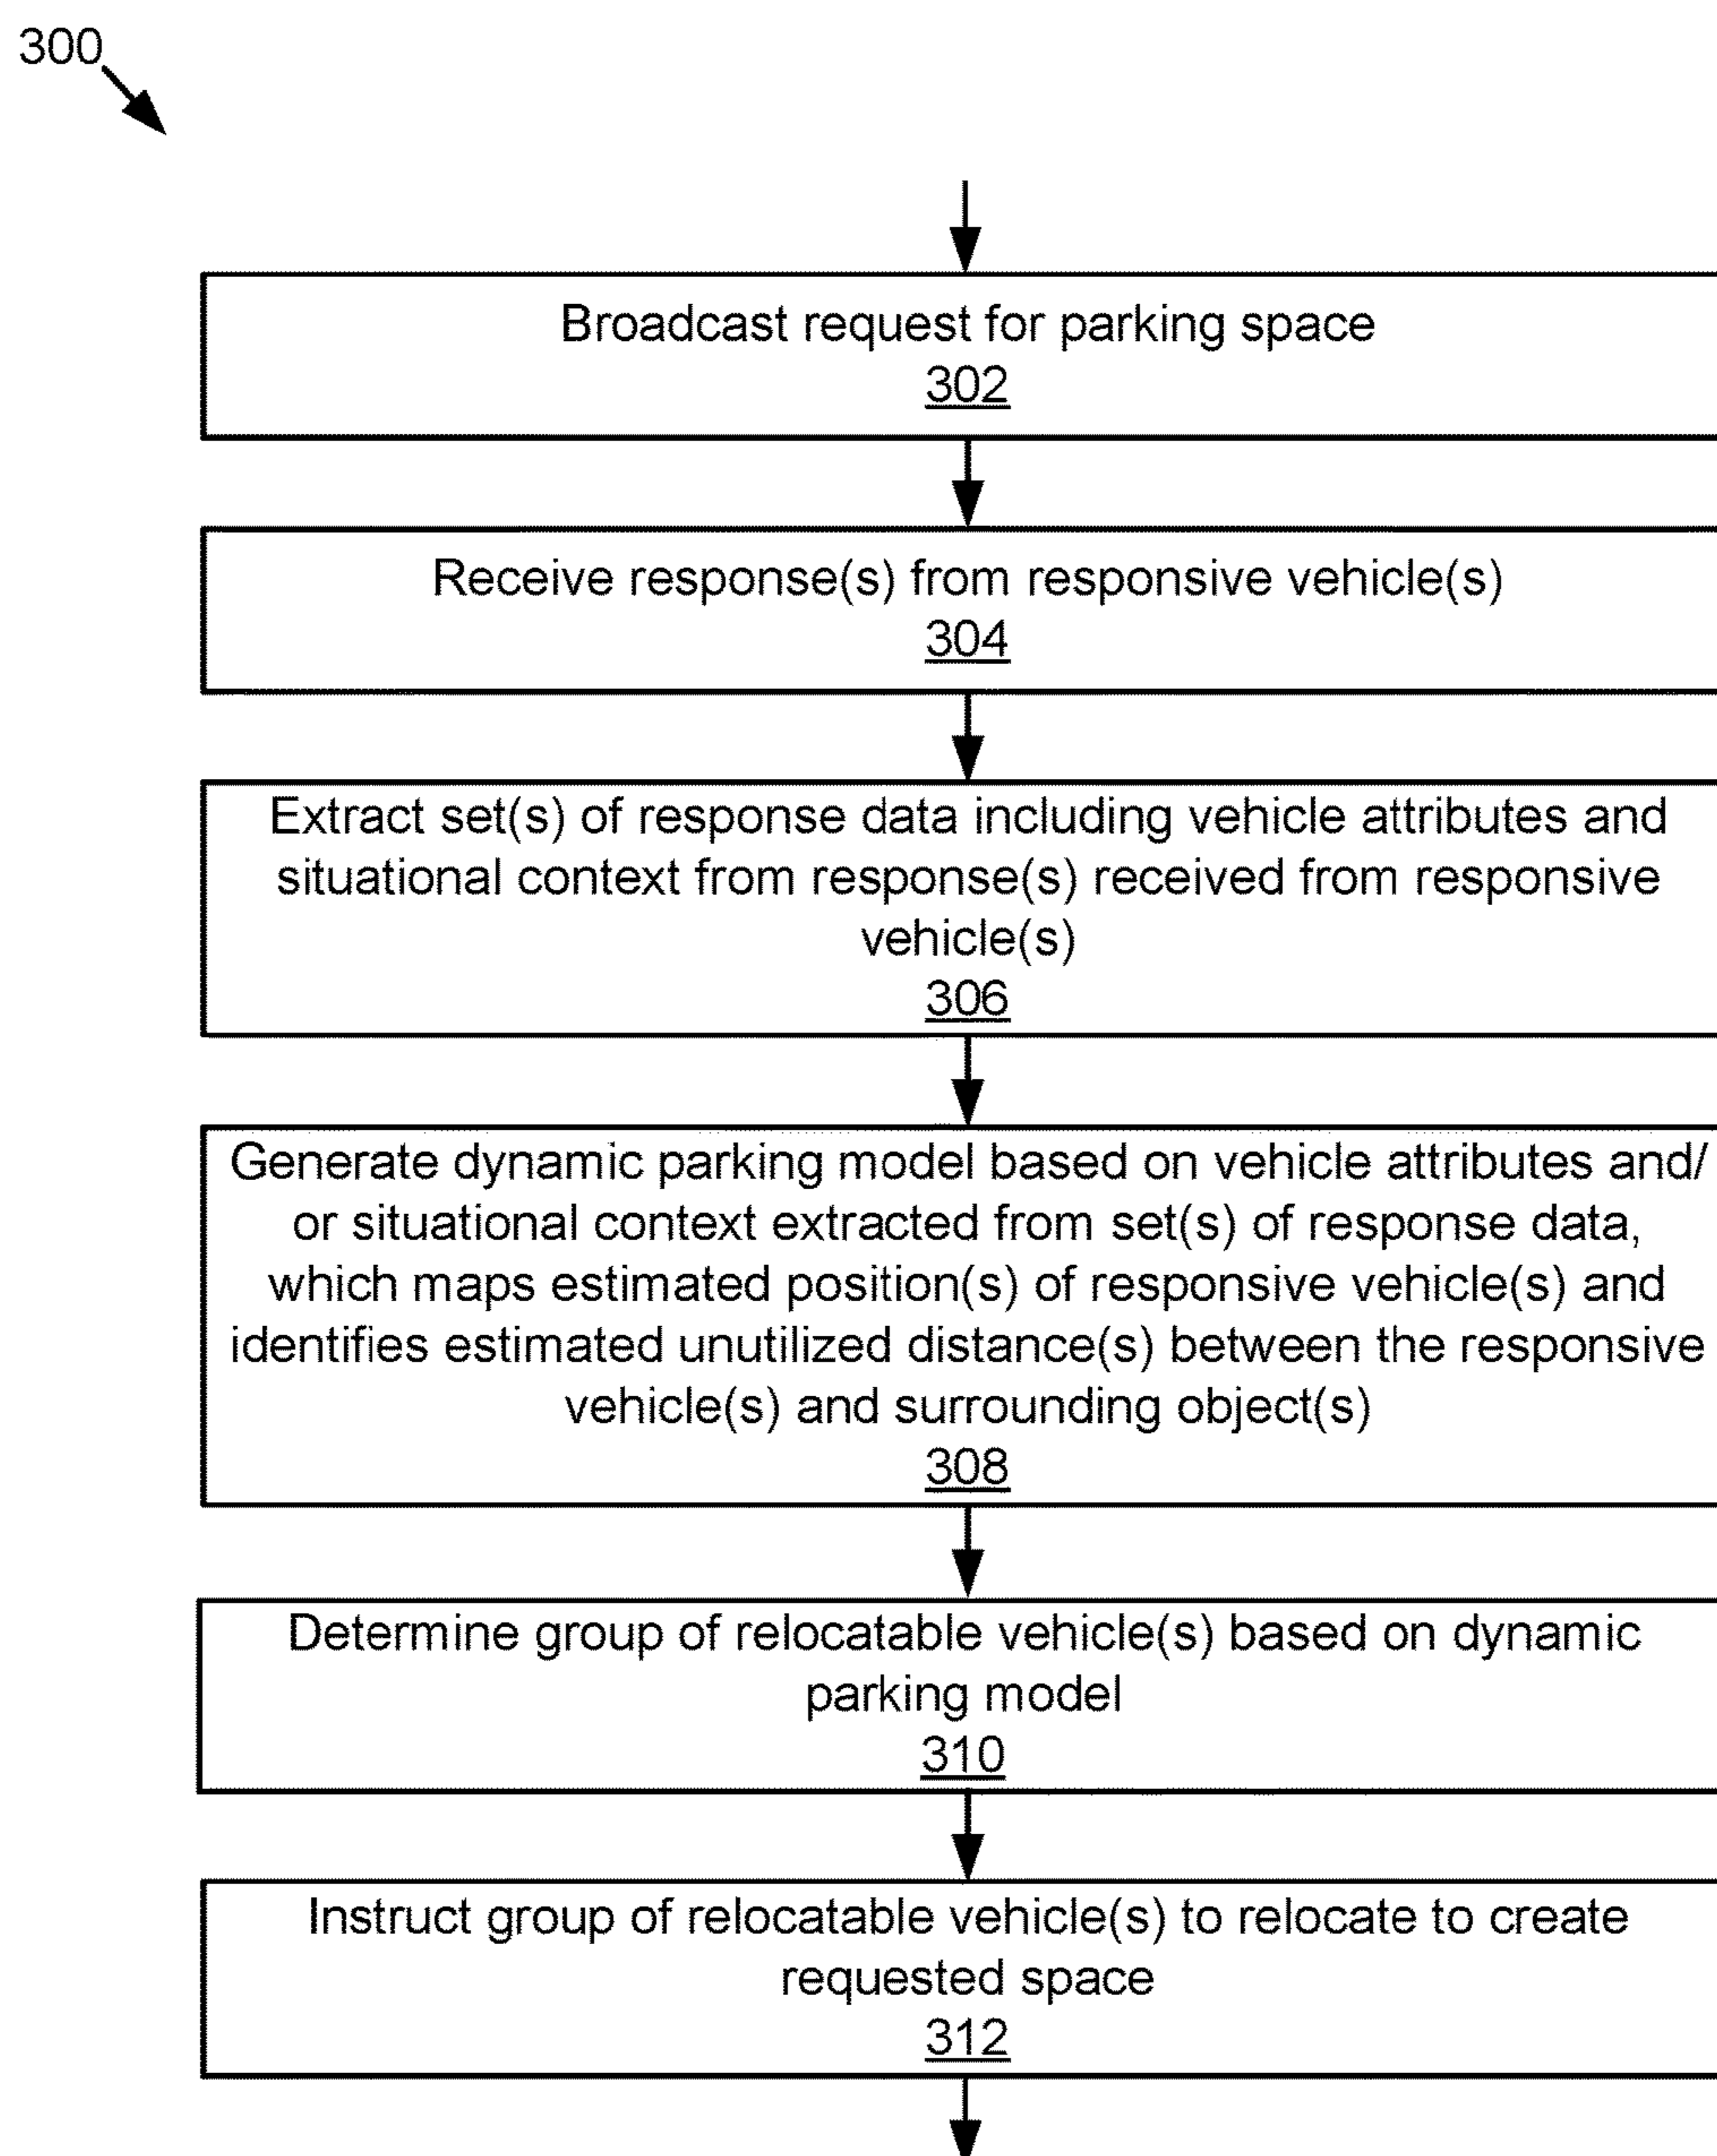 300
Broadcast request for parking space
302
Receive response(s) from responsive vehicle(s)
304
Extract set(s) of response data including vehicle attributes and
situational context from response(s) received from responsive
vehicle(s)
306
Generate dynamic parking model based on vehicle attributes and/
or situational context extracted from set(s) of response data,
which maps estimated position(s) of responsive vehicle(s) and
identifies estimated unutilized distance(s) between the responsive
vehicle(s) and surrounding object(s)
308
Determine group of relocatable vehicle(s) based on dynamic
parking model
310
Instruct group of relocatable vehicle(s) to relocate to create
requested space
312